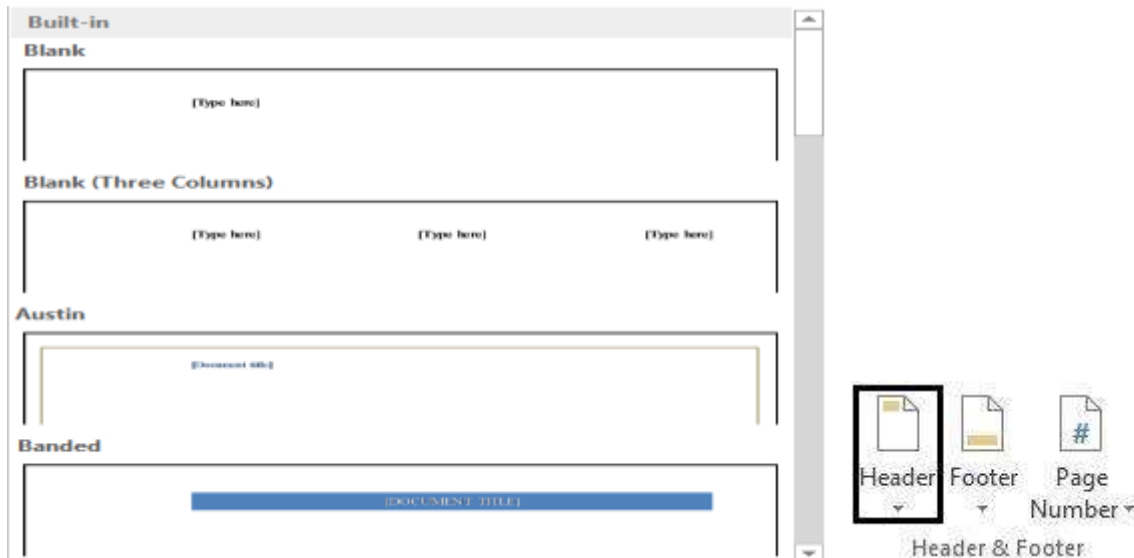 Built-in
Blank
[Type here]
Blank (Three Columns)
[Type here] [Type here] [Type here]
Austin
[Document title]
Banded
[DOCUMENT TITLE]
Header Footer Page Number
#
Header & Footer